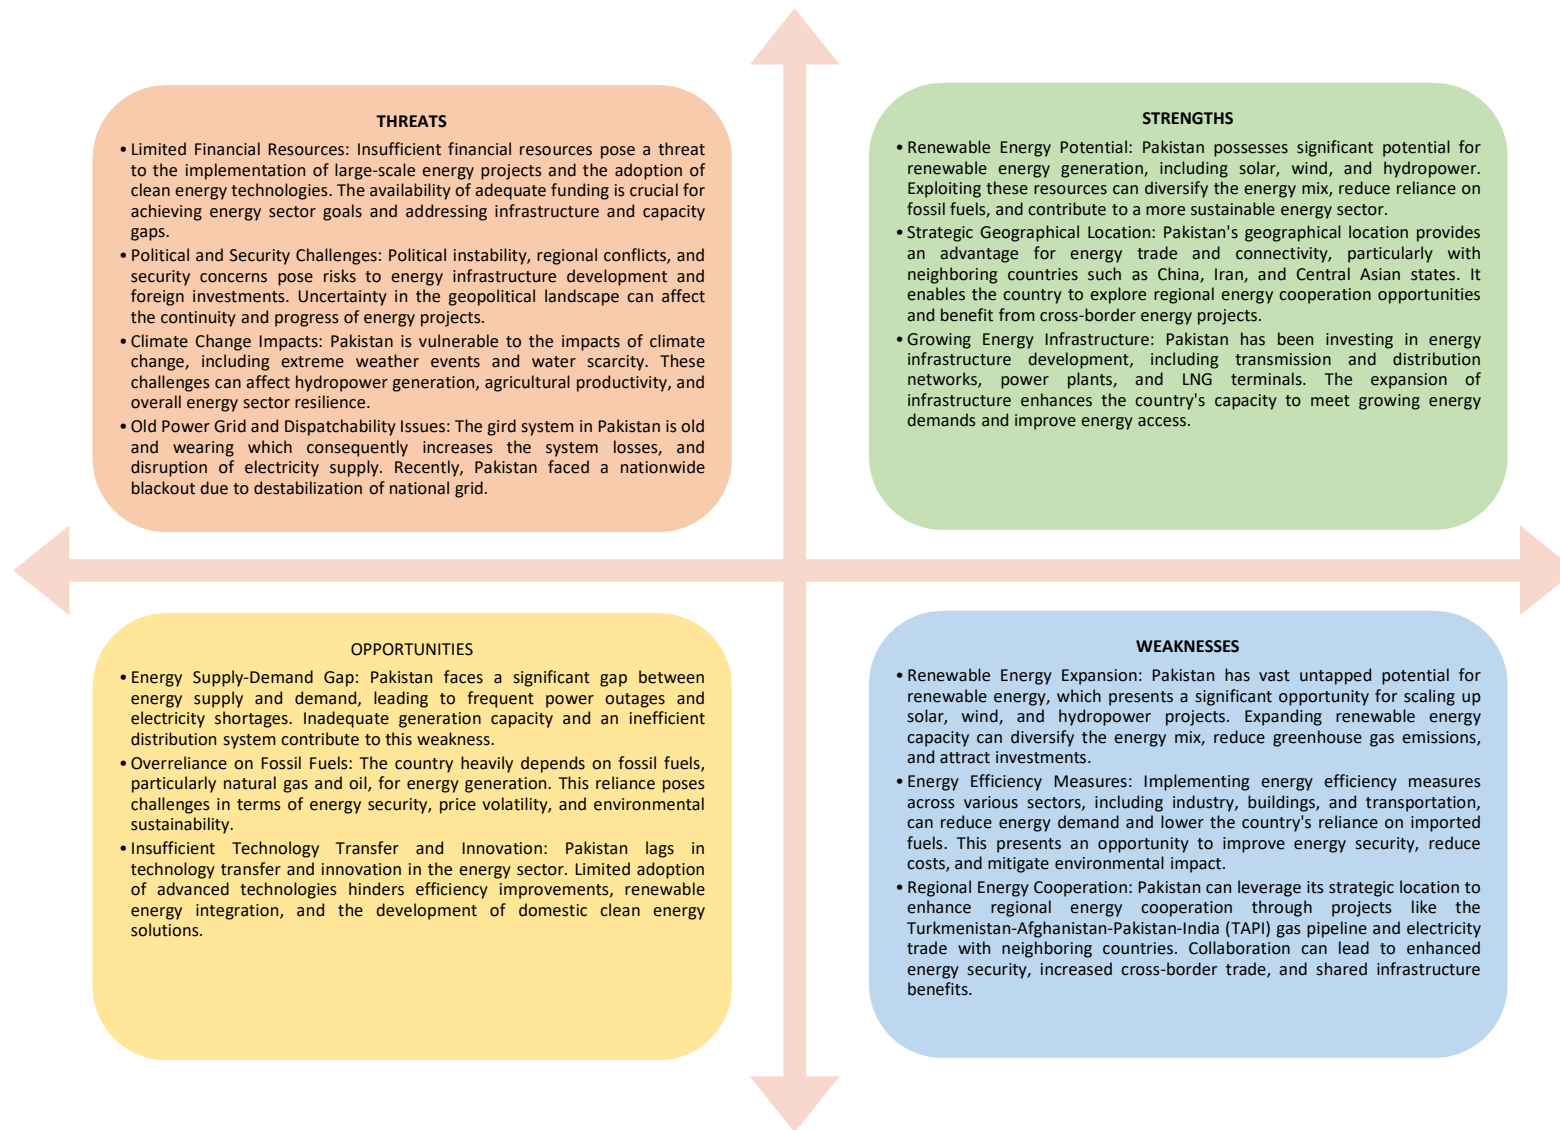 THREATS
• Limited Financial Resources: Insufficient financial resources pose a threat
to the implementation of large-scale energy projects and the adoption of
clean energy technologies. The availability of adequate funding is crucial for
achieving energy sector goals and addressing infrastructure and capacity
gaps.
• Political and Security Challenges: Political instability, regional conflicts, and
security concerns pose risks to energy infrastructure development and
foreign investments. Uncertainty in the geopolitical landscape can affect
the continuity and progress of energy projects.
• Climate Change Impacts: Pakistan is vulnerable to the impacts of climate
change, including extreme weather events and water scarcity. These
challenges can affect hydropower generation, agricultural productivity, and
overall energy sector resilience.
• Old Power Grid and Dispatchability Issues: The gird system in Pakistan is old
and wearing which consequently increases the system losses, and
disruption of electricity supply. Recently, Pakistan faced a nationwide
blackout due to destabilization of national grid.
STRENGTHS
• Renewable Energy Potential: Pakistan possesses significant potential for
renewable energy generation, including solar, wind, and hydropower.
Exploiting these resources can diversify the energy mix, reduce reliance on
fossil fuels, and contribute to a more sustainable energy sector.
• Strategic Geographical Location: Pakistan's geographical location provides
an advantage for energy trade and connectivity, particularly with
neighboring countries such as China, Iran, and Central Asian states. It
enables the country to explore regional energy cooperation opportunities
and benefit from cross-border energy projects.
• Growing Energy Infrastructure: Pakistan has been investing in energy
infrastructure development, including transmission and distribution
networks, power plants, and LNG terminals. The expansion of
infrastructure enhances the country's capacity to meet growing energy
demands and improve energy access.
OPPORTUNITIES
• Energy Supply-Demand Gap: Pakistan faces a significant gap between
energy supply and demand, leading to frequent power outages and
electricity shortages. Inadequate generation capacity and an inefficient
distribution system contribute to this weakness.
• Overreliance on Fossil Fuels: The country heavily depends on fossil fuels,
particularly natural gas and oil, for energy generation. This reliance poses
challenges in terms of energy security, price volatility, and environmental
sustainability.
• Insufficient Technology Transfer and Innovation: Pakistan lags in
technology transfer and innovation in the energy sector. Limited adoption
of advanced technologies hinders efficiency improvements, renewable
energy integration, and the development of domestic clean energy
solutions.
WEAKNESSES
• Renewable Energy Expansion: Pakistan has vast untapped potential for
renewable energy, which presents a significant opportunity for scaling up
solar, wind, and hydropower projects. Expanding renewable energy
capacity can diversify the energy mix, reduce greenhouse gas emissions,
and attract investments.
• Energy Efficiency Measures: Implementing energy efficiency measures
across various sectors, including industry, buildings, and transportation,
can reduce energy demand and lower the country's reliance on imported
fuels. This presents an opportunity to improve energy security, reduce
costs, and mitigate environmental impact.
• Regional Energy Cooperation: Pakistan can leverage its strategic location to
enhance regional energy cooperation through projects like the
Turkmenistan-Afghanistan-Pakistan-India (TAPI) gas pipeline and electricity
trade with neighboring countries. Collaboration can lead to enhanced
energy security, increased cross-border trade, and shared infrastructure
benefits.